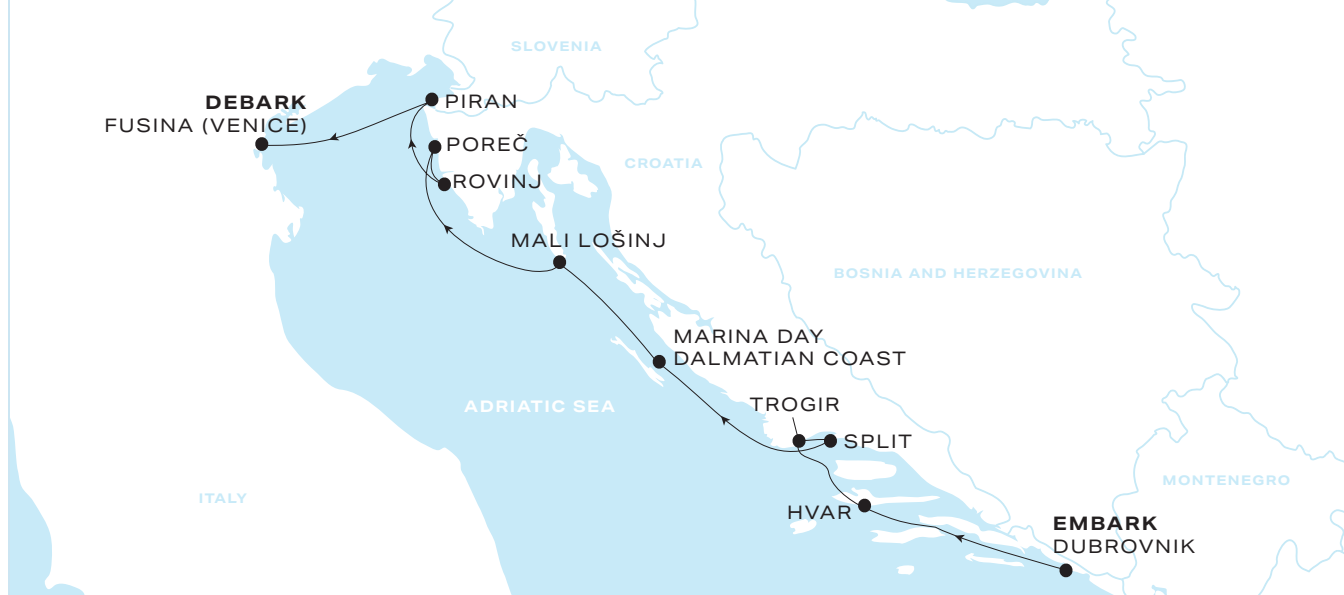 SLOVENIA
DEBARK
FUSINA (VENICE)
PIRAN
POREČ
CROATIA
ROVINJ
MALI LOŠINJ
BOSNIA AND HERZEGOVINA
MARINA DAY
DALMATIAN COAST
ADRIATIC SEA
TROGIR
SPLIT
MONTENEGRO
ITALY
HVAR
EMBARK
DUBROVNIK